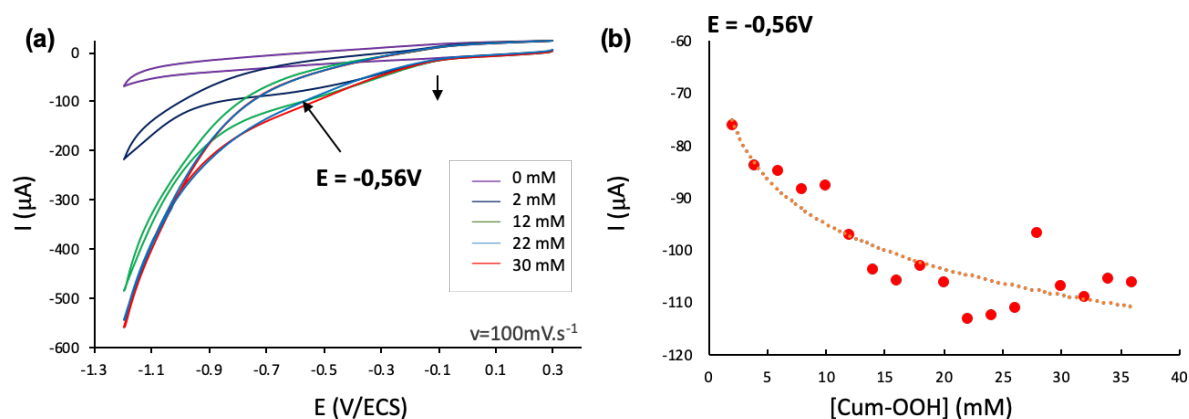 (a)
0
-100
-200
-300
-400
-500
-600
I (µA)
-1.3 -1.1 -0.9 -0.7 -0.5 -0.3 -0.1 0.1 0.3
E (V/ECS)
E = -0,56V
0 mM
2 mM
12 mM
22 mM
30 mM
v=100mV.s⁻¹
(b)
E = -0,56V
-60
-70
-80
-90
-100
-110
-120
I (µA)
0 5 10 15 20 25 30 35 40
[Cum-OOH] (mM)